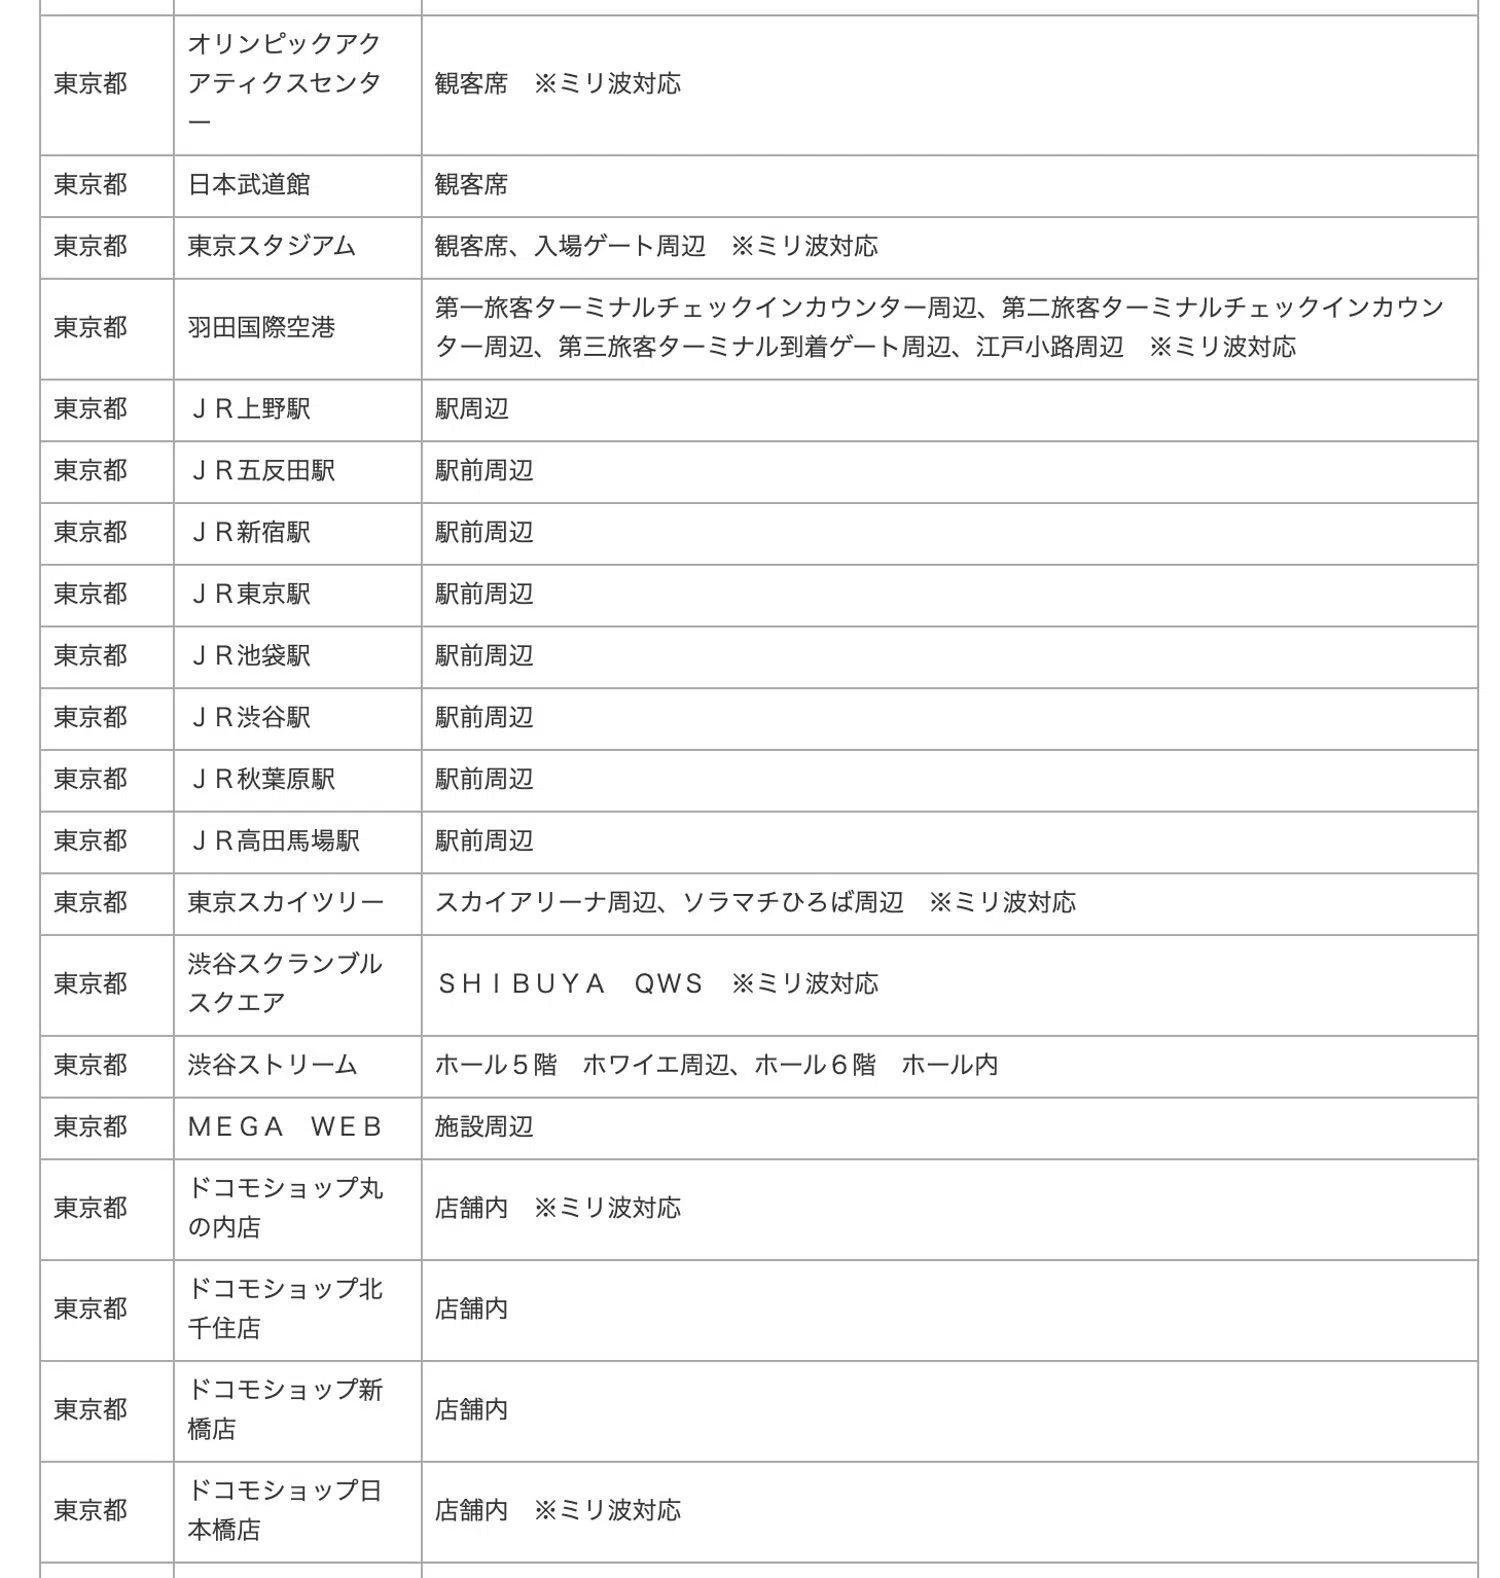 東京都
オリンピックアク
アティクスセンタ
ー
観客席　※ミリ波対応
東京都
日本武道館
観客席
東京都
東京スタジアム
観客席、入場ゲート周辺　※ミリ波対応
東京都
羽田国際空港
第一旅客ターミナルチェックインカウンター周辺、第二旅客ターミナルチェックインカウン
ター周辺、第三旅客ターミナル到着ゲート周辺、江戸小路周辺　※ミリ波対応
東京都
ＪＲ上野駅
駅周辺
東京都
ＪＲ五反田駅
駅前周辺
東京都
ＪＲ新宿駅
駅前周辺
東京都
ＪＲ東京駅
駅前周辺
東京都
ＪＲ池袋駅
駅前周辺
東京都
ＪＲ渋谷駅
駅前周辺
東京都
ＪＲ秋葉原駅
駅前周辺
東京都
ＪＲ高田馬場駅
駅前周辺
東京都
東京スカイツリー
スカイアリーナ周辺、ソラマチひろば周辺　※ミリ波対応
東京都
渋谷スクランブル
スクエア
ＳＨＩＢＵＹＡ　ＱＷＳ　※ミリ波対応
東京都
渋谷ストリーム
ホール５階　ホワイエ周辺、ホール６階　ホール内
東京都
ＭＥＧＡ　ＷＥＢ
施設周辺
東京都
ドコモショップ丸
の内店
店舗内　※ミリ波対応
東京都
ドコモショップ北
千住店
店舗内
東京都
ドコモショップ新
橋店
店舗内
東京都
ドコモショップ日
本橋店
店舗内　※ミリ波対応